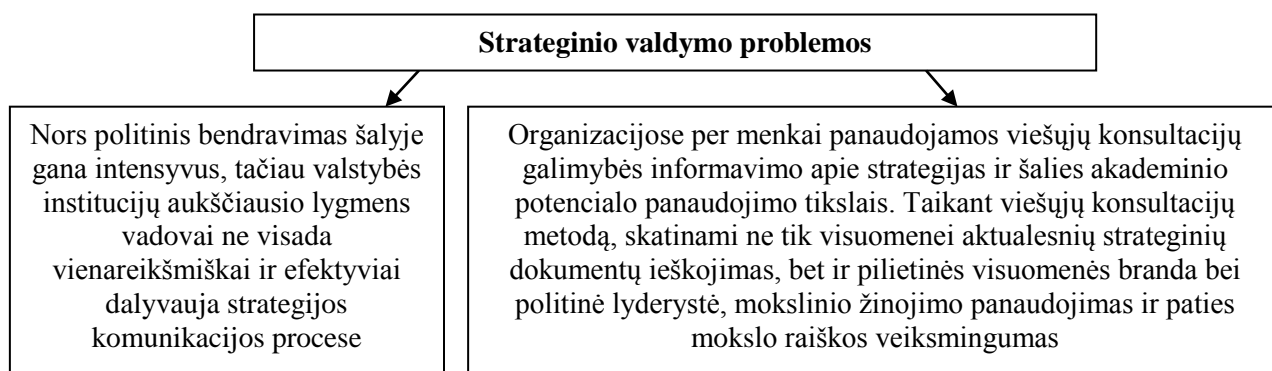 Strateginio valdymo problemos
Nors politinis bendravimas šalyje
gana intensyvus, tačiau valstybės
institucijų aukščiausio lygmens
vadovai ne visada
vienareikšmiškai ir efektyviai
dalyvauja strategijos
komunikacijos procese
Organizacijose per menkai panaudojamos viešųjų konsultacijų
galimybės informavimo apie strategijas ir šalies akademinio
potencialo panaudojimo tikslais. Taikant viešųjų konsultacijų
metodą, skatinami ne tik visuomenei aktualesnių strateginių
dokumentų ieškojimas, bet ir pilietinės visuomenės branda bei
politinė lyderystė, mokslinio žinojimo panaudojimas ir paties
mokslo raiškos veiksmingumas